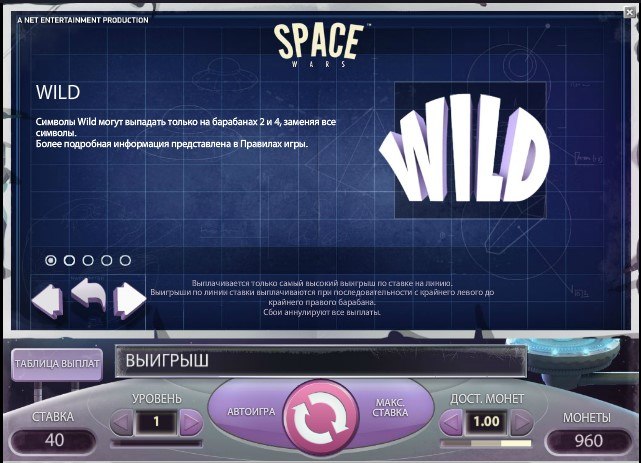 A NET ENTERTAINMENT PRODUCTION
SPACE™
WARS
WILD
Символы Wild могут выпадать только на барабанах 2 и 4, заменяя все
символы.
Более подробная информация представлена в Правилах игры.
WILD
Выплачивается только самый высокий выигрыш по ставке на линию.
Выигрыши по линии ставки выплачиваются при последовательности с крайнего левого до
крайнего правого барабана.
Сбои аннулируют все выплаты.
ТАБЛИЦА ВЫПЛАТ
ВЫИГРЫШ
УРОВЕНЬ
АВТОИГРА
МАКС.
СТАВКА
ДОСТ. МОНЕТ
СТАВКА
1
1.00
МОНЕТЫ
40
960